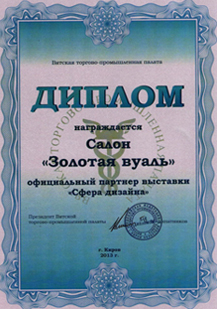 Вятская торгово-промышленная палата
ДИПЛОМ
награждается
Салон
«Золотая вуаль»
официальный партнер выставки
«Сфера дизайна»
Президент Вятской
торгово-промышленной палаты
г. Киров
2013 г.